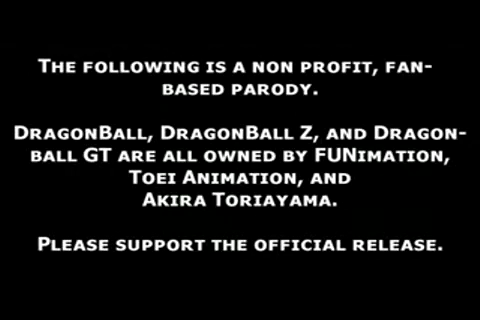 The following is a non profit, fan-
based parody.
DragonBall, DragonBall Z, and Dragon-
ball GT are all owned by FUNimation,
Toei Animation, and
Akira Toriayama.
Please support the official release.